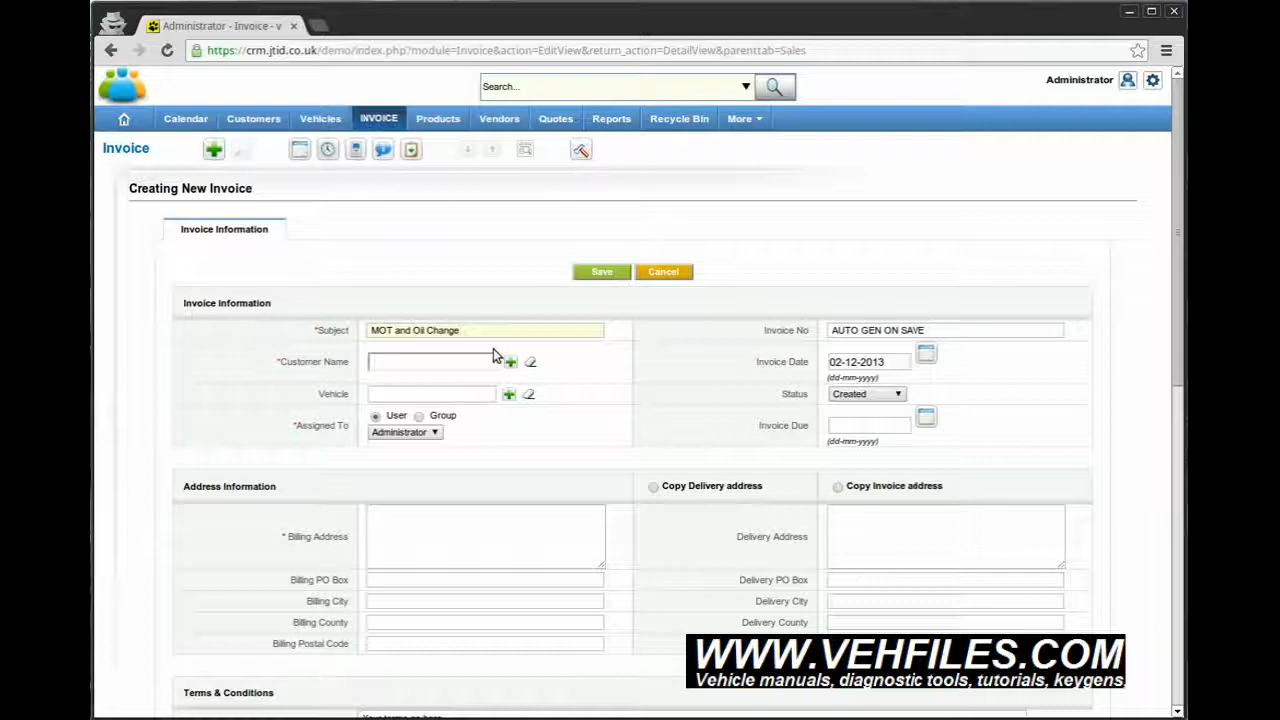 Administrator - Invoice - v
https://crm.jtid.co.uk/demo/index.php?module=Invoice&action=EditView&return_action=DetailView&parenttab=Sales
Search...
Administrator
Calendar Customers Vehicles INVOICE Products Vendors Quotes Reports Recycle Bin More
Invoice
Creating New Invoice
Invoice Information
Save Cancel
Invoice Information
*Subject MOT and Oil Change Invoice No AUTO GEN ON SAVE
*Customer Name Invoice Date 02-12-2013
(dd-mm-yyyy)
Vehicle Status Created
*Assigned To User Group Invoice Due
Administrator
(dd-mm-yyyy)
Address Information Copy Delivery address Copy Invoice address
* Billing Address Delivery Address
Billing PO Box Delivery PO Box
Billing City Delivery City
Billing County Delivery County
Billing Postal Code
WWW.VEHFILES.COM
Vehicle manuals, diagnostic tools, tutorials, keygens
Terms & Conditions
Your terms go here